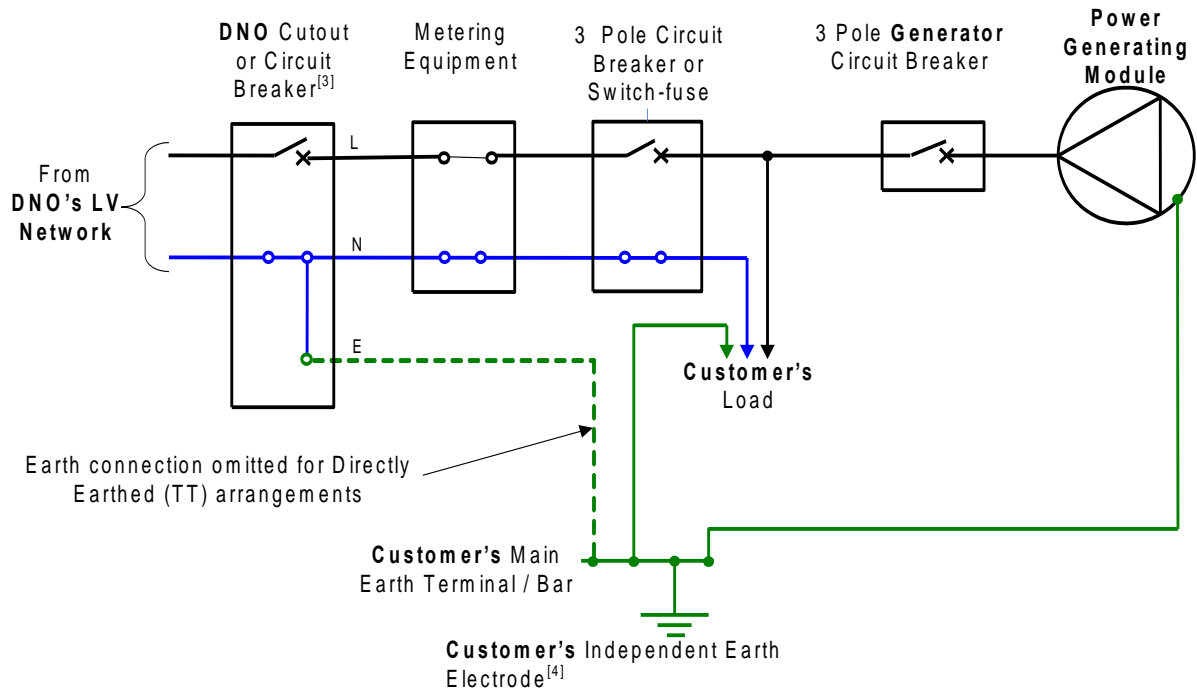 DNO Cutout
or Circuit
Breaker[3]
Metering
Equipment
3 Pole Circuit
Breaker or
Switch-fuse
3 Pole Generator
Circuit Breaker
Power
Generating
Module
L
From
DNO's LV
Network
N
E
Customer's
Load
Earth connection omitted for Directly
Earthed (TT) arrangements
Customer's Main
Earth Terminal / Bar
Customer's Independent Earth
Electrode[4]